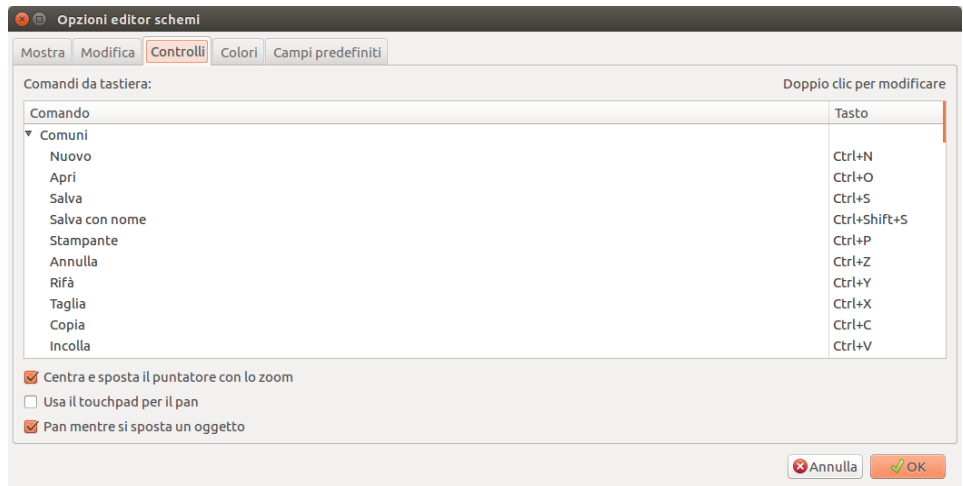 Opzioni editor schemi
Mostra Modifica Controlli Colori Campi predefiniti
Comandi da tastiera: Doppio clic per modificare
Comando Tasto
Comuni
Nuovo Ctrl+N
Apri Ctrl+O
Salva Ctrl+S
Salva con nome Ctrl+Shift+S
Stampante Ctrl+P
Annulla Ctrl+Z
Rifà Ctrl+Y
Taglia Ctrl+X
Copia Ctrl+C
Incolla Ctrl+V
Centra e sposta il puntatore con lo zoom
Usa il touchpad per il pan
Pan mentre si sposta un oggetto
Annulla OK